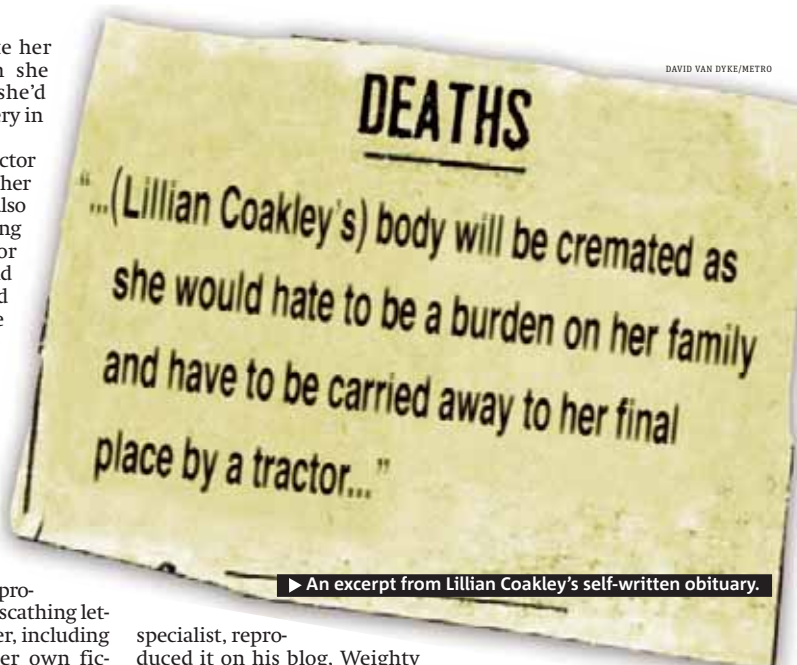 DAVID VAN DYKE/METRO
her
she
she'd
ery in
ctor
her
also
ng
or
DEATHS
"...(Lillian Coakley's) body will be cremated as
she would hate to be a burden on her family
and have to be carried away to her final
place by a tractor..."
▶ An excerpt from Lillian Coakley's self-written obituary.
pro-
scathing let-
er, including
er own fic-
specialist, repro-
duced it on his blog, Weighty